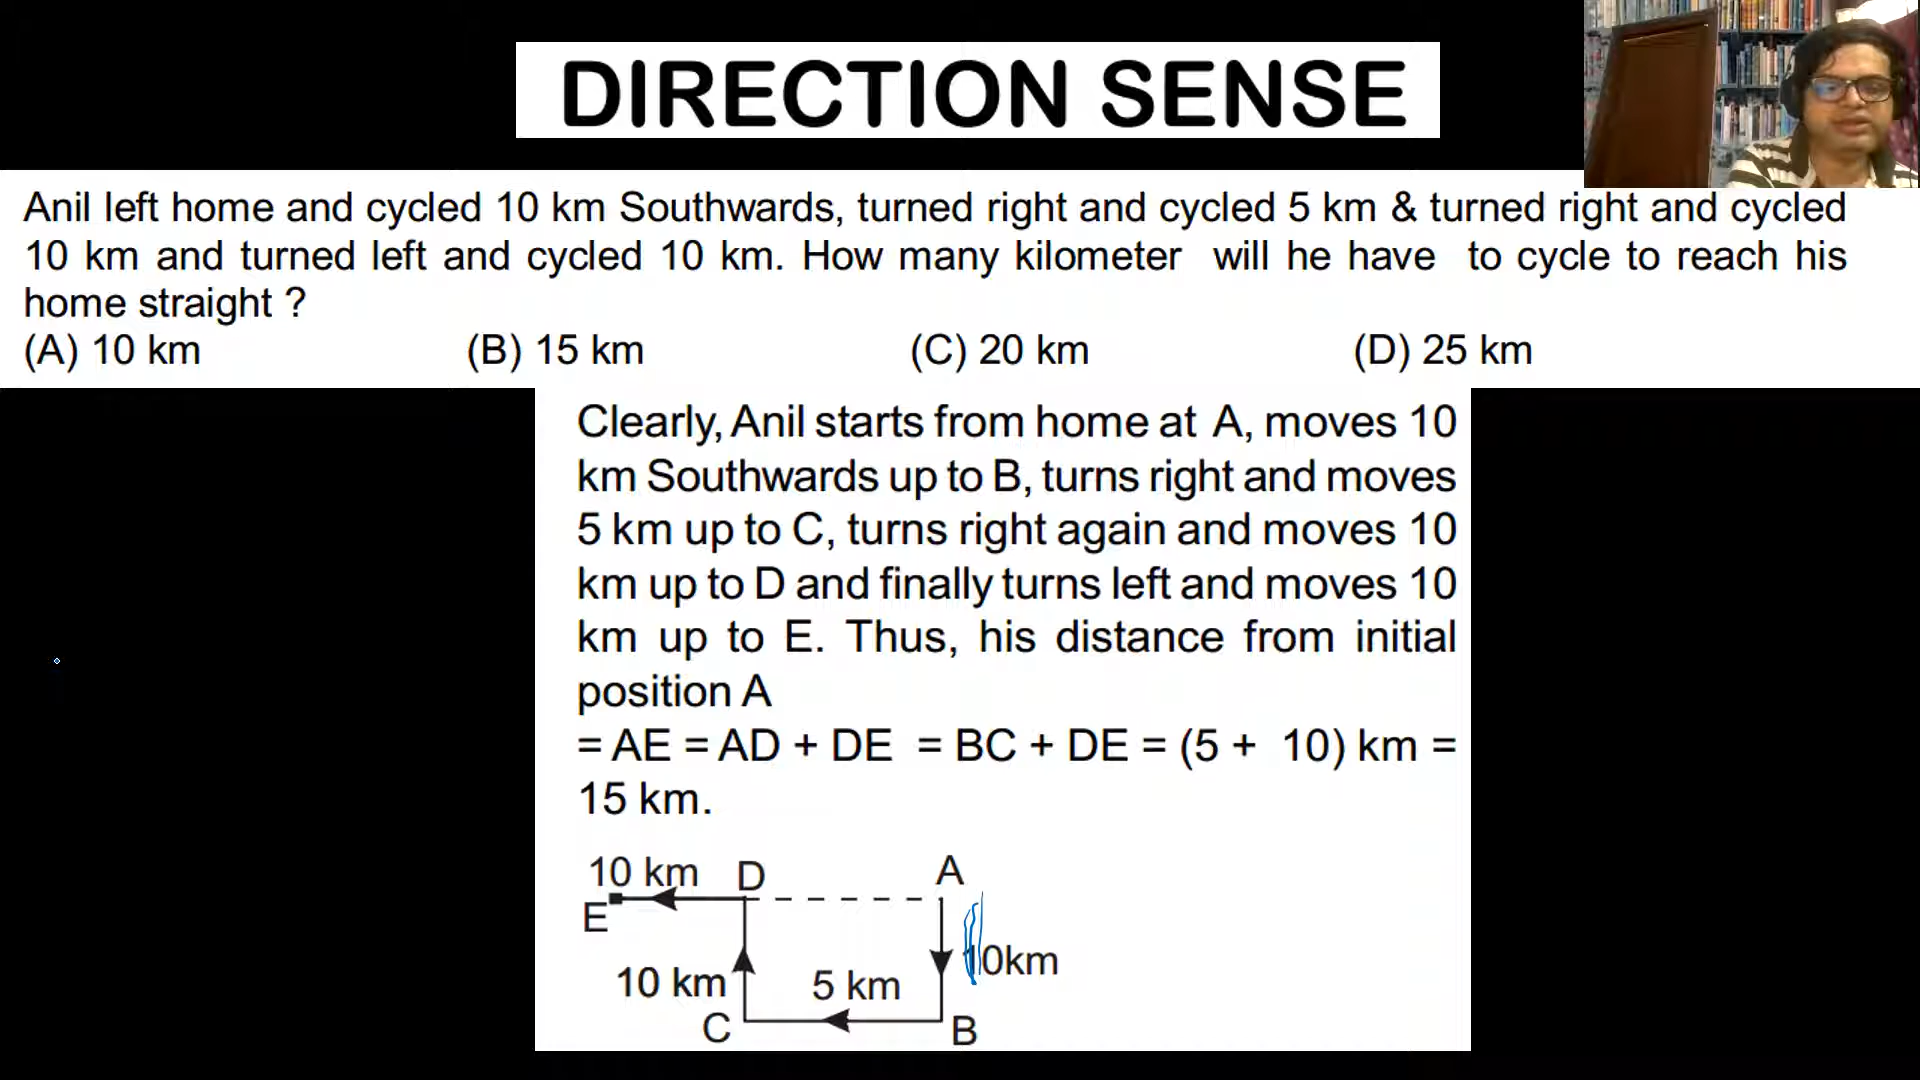 DIRECTION SENSE
Anil left home and cycled 10 km Southwards, turned right and cycled 5 km & turned right and cycled
10 km and turned left and cycled 10 km. How many kilometer will he have to cycle to reach his
home straight ?
(A) 10 km (B) 15 km (C) 20 km (D) 25 km
Clearly, Anil starts from home at A, moves 10
km Southwards up to B, turns right and moves
5 km up to C, turns right again and moves 10
km up to D and finally turns left and moves 10
km up to E. Thus, his distance from initial
position A
= AE = AD + DE = BC + DE = (5 + 10) km =
15 km.
10 km D A
E
10km
10 km 5 km
C B